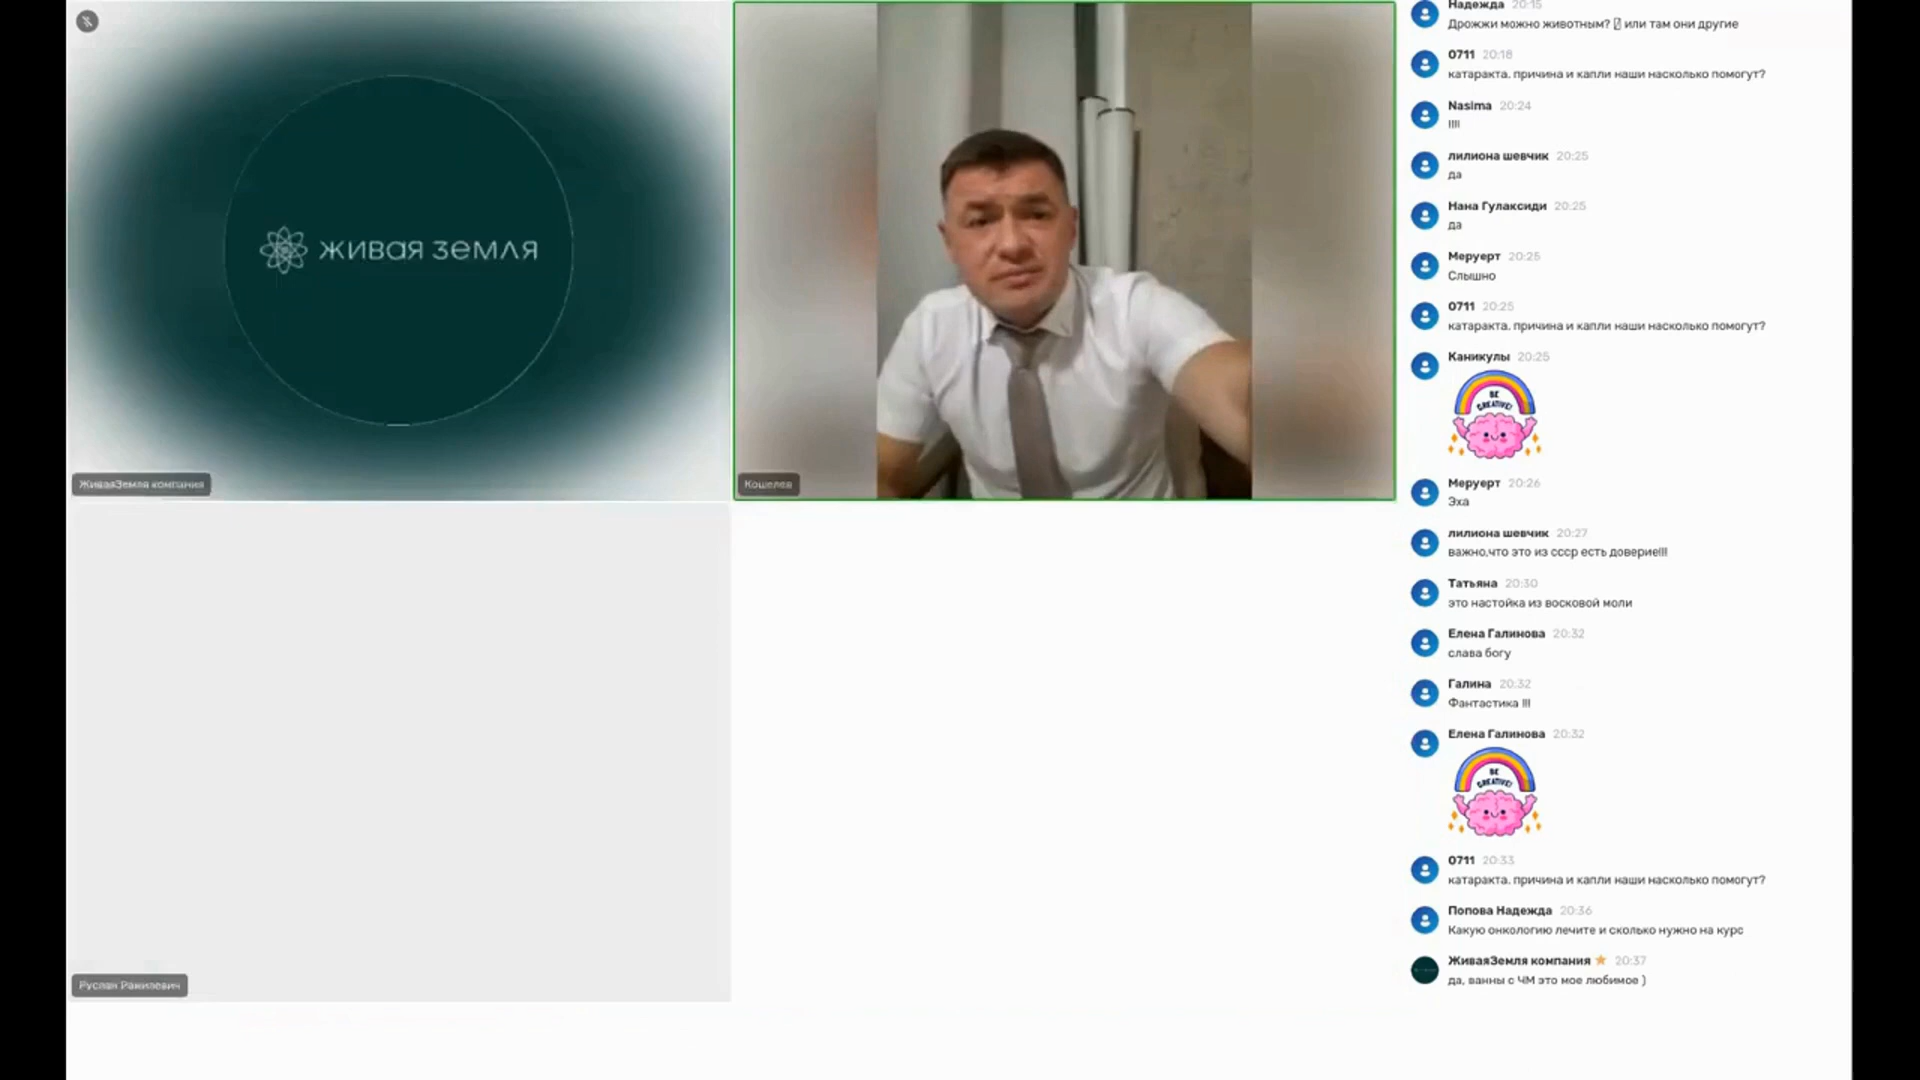 живая земля
ЖиваяЗемля компания
Кошелев
Руслан Рамилевич
Надежда 20:15
Дрожжи можно животным? или там они другие
0711 20:18
катаракта. причина и капли наши насколько помогут?
Nasima 20:24
!!!!
лилиона шевчик 20:25
да
Нана Гулаксиди 20:25
да
Меруерт 20:25
Слышно
0711 20:25
катаракта. причина и капли наши насколько помогут?
Каникулы 20:25
BE
CREATIVE!
Меруерт 20:26
Эха
лилиона шевчик 20:27
важно,что это из ссср есть доверие!!!
Татьяна 20:30
это настойка из восковой моли
Елена Галинова 20:32
слава богу
Галина 20:32
Фантастика !!!
Елена Галинова 20:32
BE
CREATIVE!
0711 20:33
катаракта. причина и капли наши насколько помогут?
Попова Надежда 20:36
Какую онкологию лечите и сколько нужно на курс
ЖиваяЗемля компания 20:37
да, ванны с ЧМ это мое любимое )